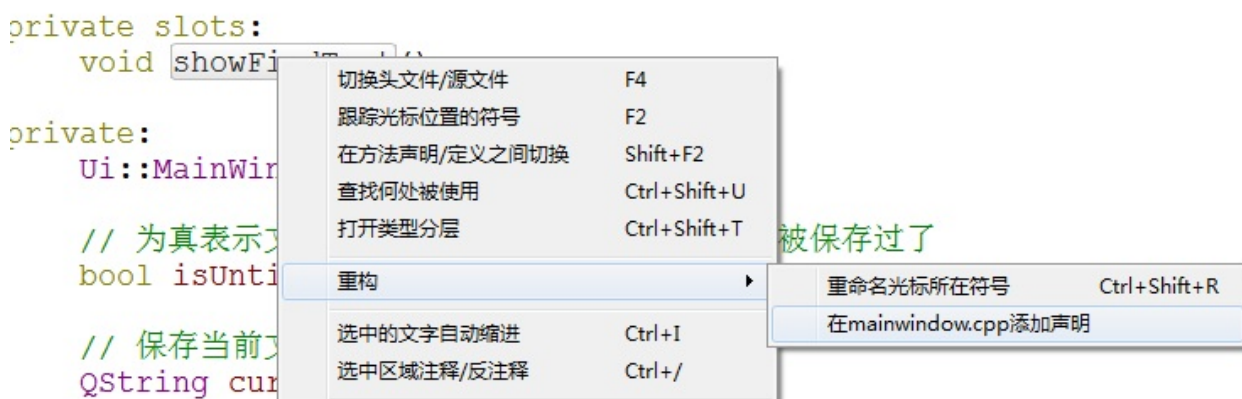 private slots:
void showFi
切换头文件/源文件 F4
跟踪光标位置的符号 F2
private:
在方法声明/定义之间切换 Shift+F2
Ui::MainWin
查找何处被使用 Ctrl+Shift+U
打开类型分层 Ctrl+Shift+T
// 为真表示 被保存过了
bool isUnti
重构
重命名光标所在符号 Ctrl+Shift+R
在mainwindow.cpp添加声明
选中的文字自动缩进 Ctrl+I
// 保存当前
选中区域注释/反注释 Ctrl+/
QString cur